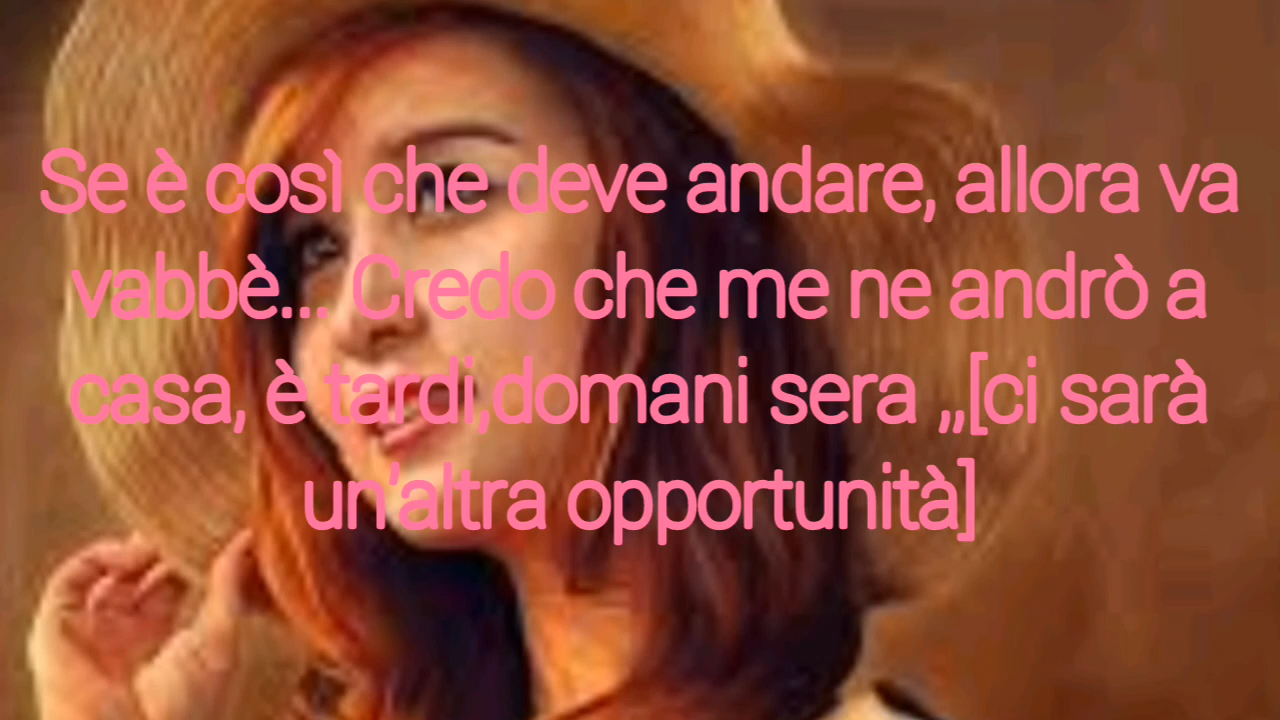 Se è così che deve andare, allora va
vabbè... Credo che me ne andrò a
casa, è tardi,domani sera ,,[ci sarà
un'altra opportunità]